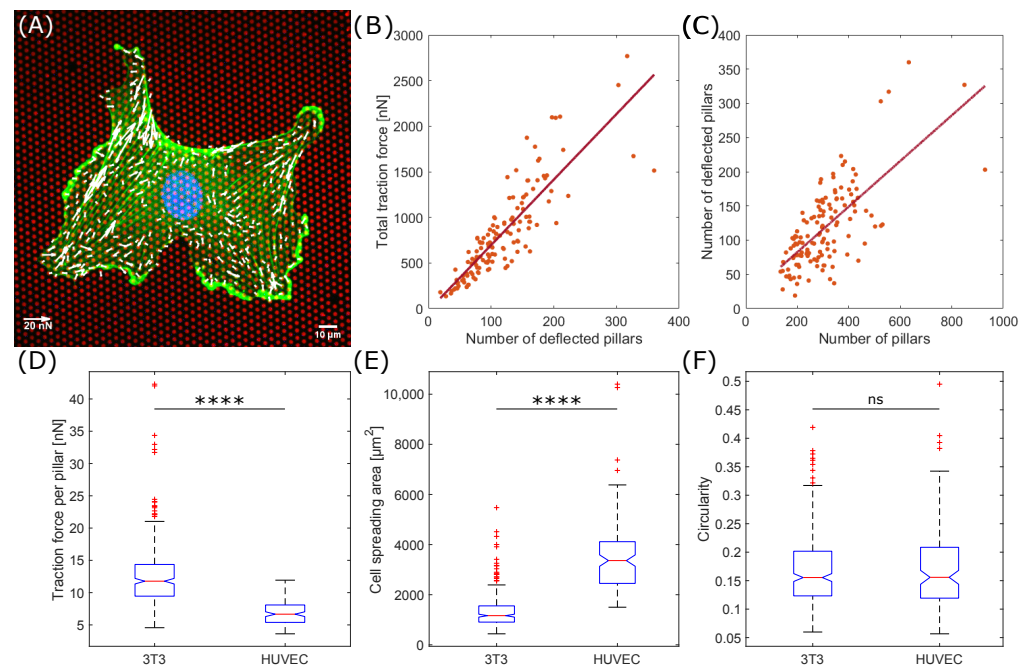 (A)
20 nN
10 µm
(B)
Total traction force [nN]
3000
2500
2000
1500
1000
500
0
0 100 200 300 400
Number of deflected pillars
(C)
Number of deflected pillars
400
350
300
250
200
150
100
50
0
0 200 400 600 800 1000
Number of pillars
(D)
Traction force per pillar [nN]
40
35
30
25
20
15
10
5
****
3T3 HUVEC
(E)
Cell spreading area [µm²]
10,000
8000
6000
4000
2000
0
****
3T3 HUVEC
(F)
Circularity
0.5
0.45
0.4
0.35
0.3
0.25
0.2
0.15
0.1
0.05
ns
3T3 HUVEC